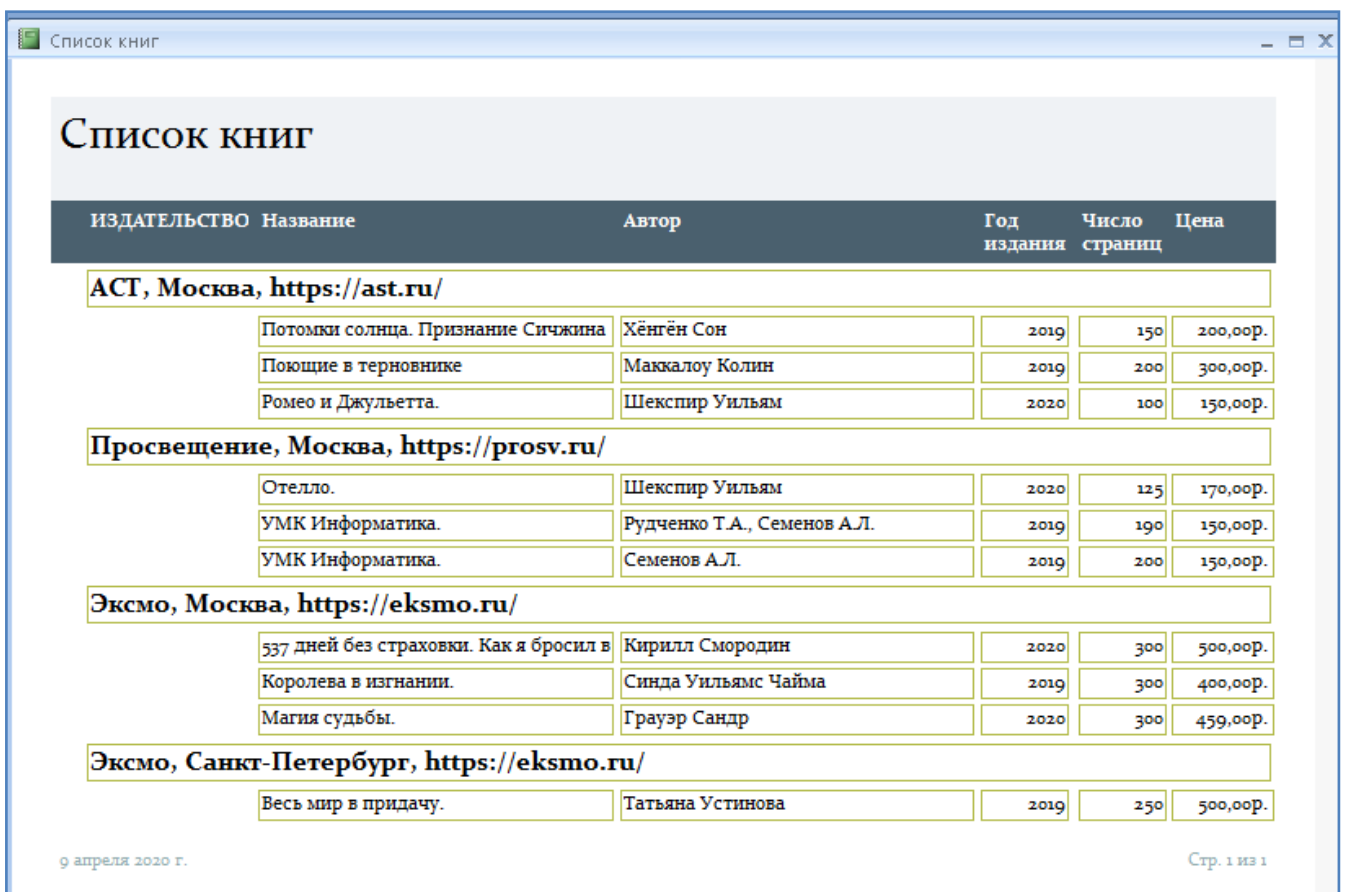 Список книг
Список книг
ИЗДАТЕЛЬСТВО Название Автор Год издания Число страниц Цена
АСТ, Москва, https://ast.ru/
Потомки солнца. Признание Сичжина Хёнгён Сон 2019 150 200,00р.
Поющие в терновнике Маккалоу Колин 2019 200 300,00р.
Ромео и Джульетта. Шекспир Уильям 2020 100 150,00р.
Просвещение, Москва, https://prosv.ru/
Отелло. Шекспир Уильям 2020 125 170,00р.
УМК Информатика. Рудченко Т.А., Семенов А.Л. 2019 190 150,00р.
УМК Информатика. Семенов А.Л. 2019 200 150,00р.
Эксмо, Москва, https://eksmo.ru/
537 дней без страховки. Как я бросил в Кирилл Смородин 2020 300 500,00р.
Королева в изгнании. Синда Уильямс Чайма 2019 300 400,00р.
Магия судьбы. Грауэр Сандр 2020 300 459,00р.
Эксмо, Санкт-Петербург, https://eksmo.ru/
Весь мир в придачу. Татьяна Устинова 2019 250 500,00р.
9 апреля 2020 г. Стр. 1 из 1